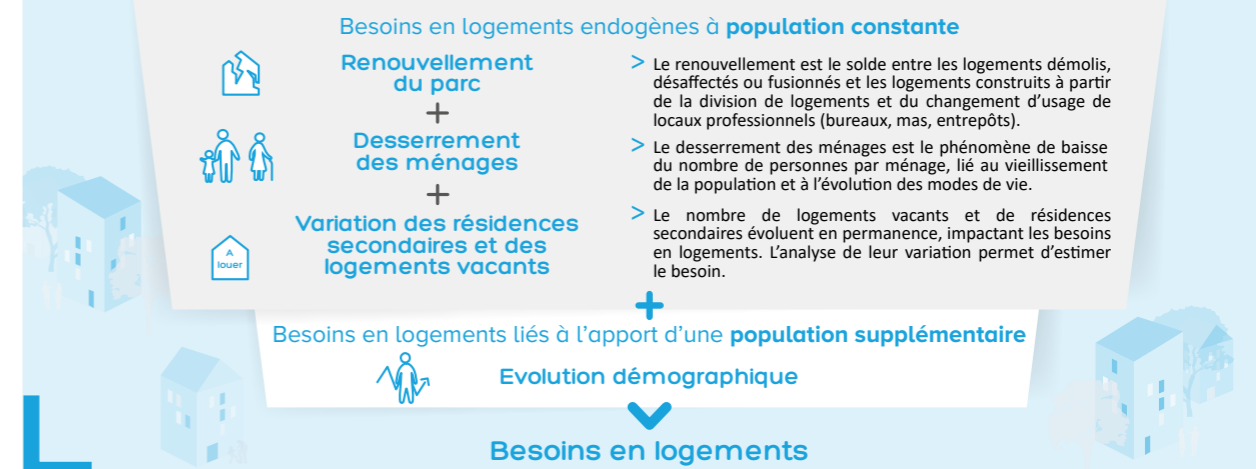 Besoins en logements endogènes à population constante
Renouvellement
du parc
> Le renouvellement est le solde entre les logements démolis,
désaffectés ou fusionnés et les logements construits à partir
de la division de logements et du changement d'usage de
locaux professionnels (bureaux, mas, entrepôts).
+
Desserrement
des ménages
> Le desserrement des ménages est le phénomène de baisse
du nombre de personnes par ménage, lié au vieillissement
de la population et à l'évolution des modes de vie.
+
A
louer
Variation des résidences
secondaires et des
logements vacants
> Le nombre de logements vacants et de résidences
secondaires évoluent en permanence, impactant les besoins
en logements. L'analyse de leur variation permet d'estimer
le besoin.
+
Besoins en logements liés à l'apport d'une population supplémentaire
Evolution démographique
Besoins en logements